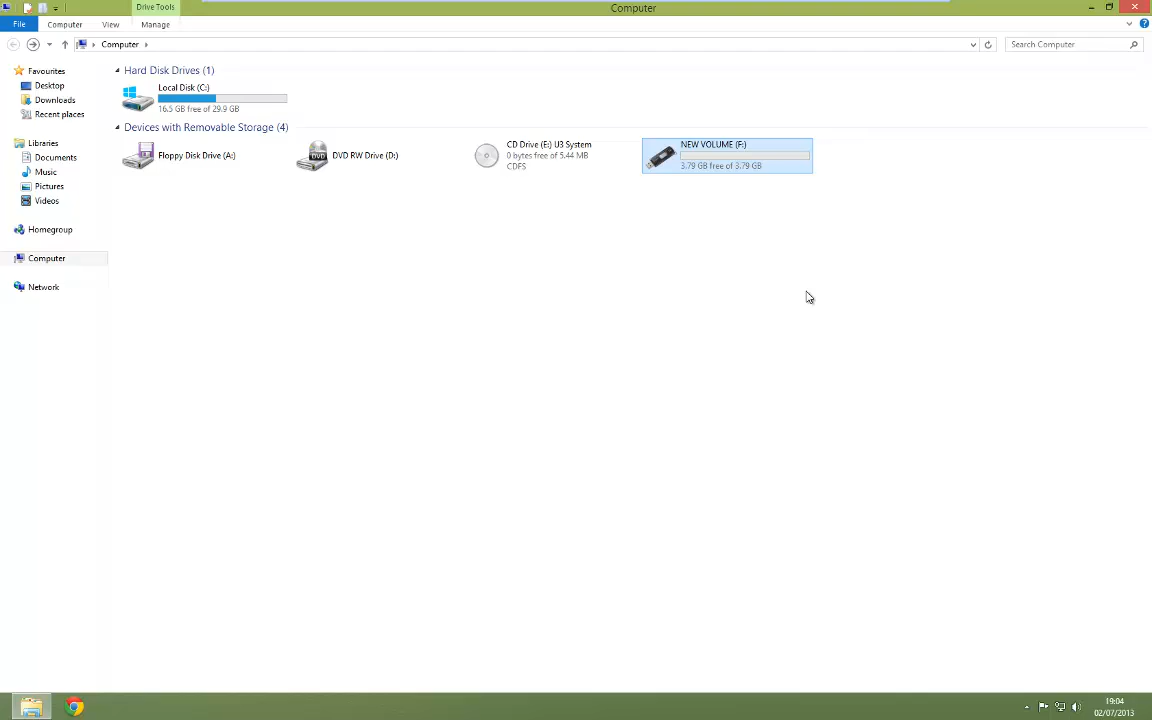 Drive Tools
Computer
File
Computer
View
Manage
Computer
Search Computer
Favourites
Desktop
Downloads
Recent places
Libraries
Documents
Music
Pictures
Videos
Homegroup
Computer
Network
Hard Disk Drives (1)
Local Disk (C:)
16.5 GB free of 29.9 GB
Devices with Removable Storage (4)
Floppy Disk Drive (A:)
DVD
DVD RW Drive (D:)
CD Drive (E:) U3 System
0 bytes free of 5.44 MB
CDFS
NEW VOLUME (F:)
3.79 GB free of 3.79 GB
19:04
02/07/2013